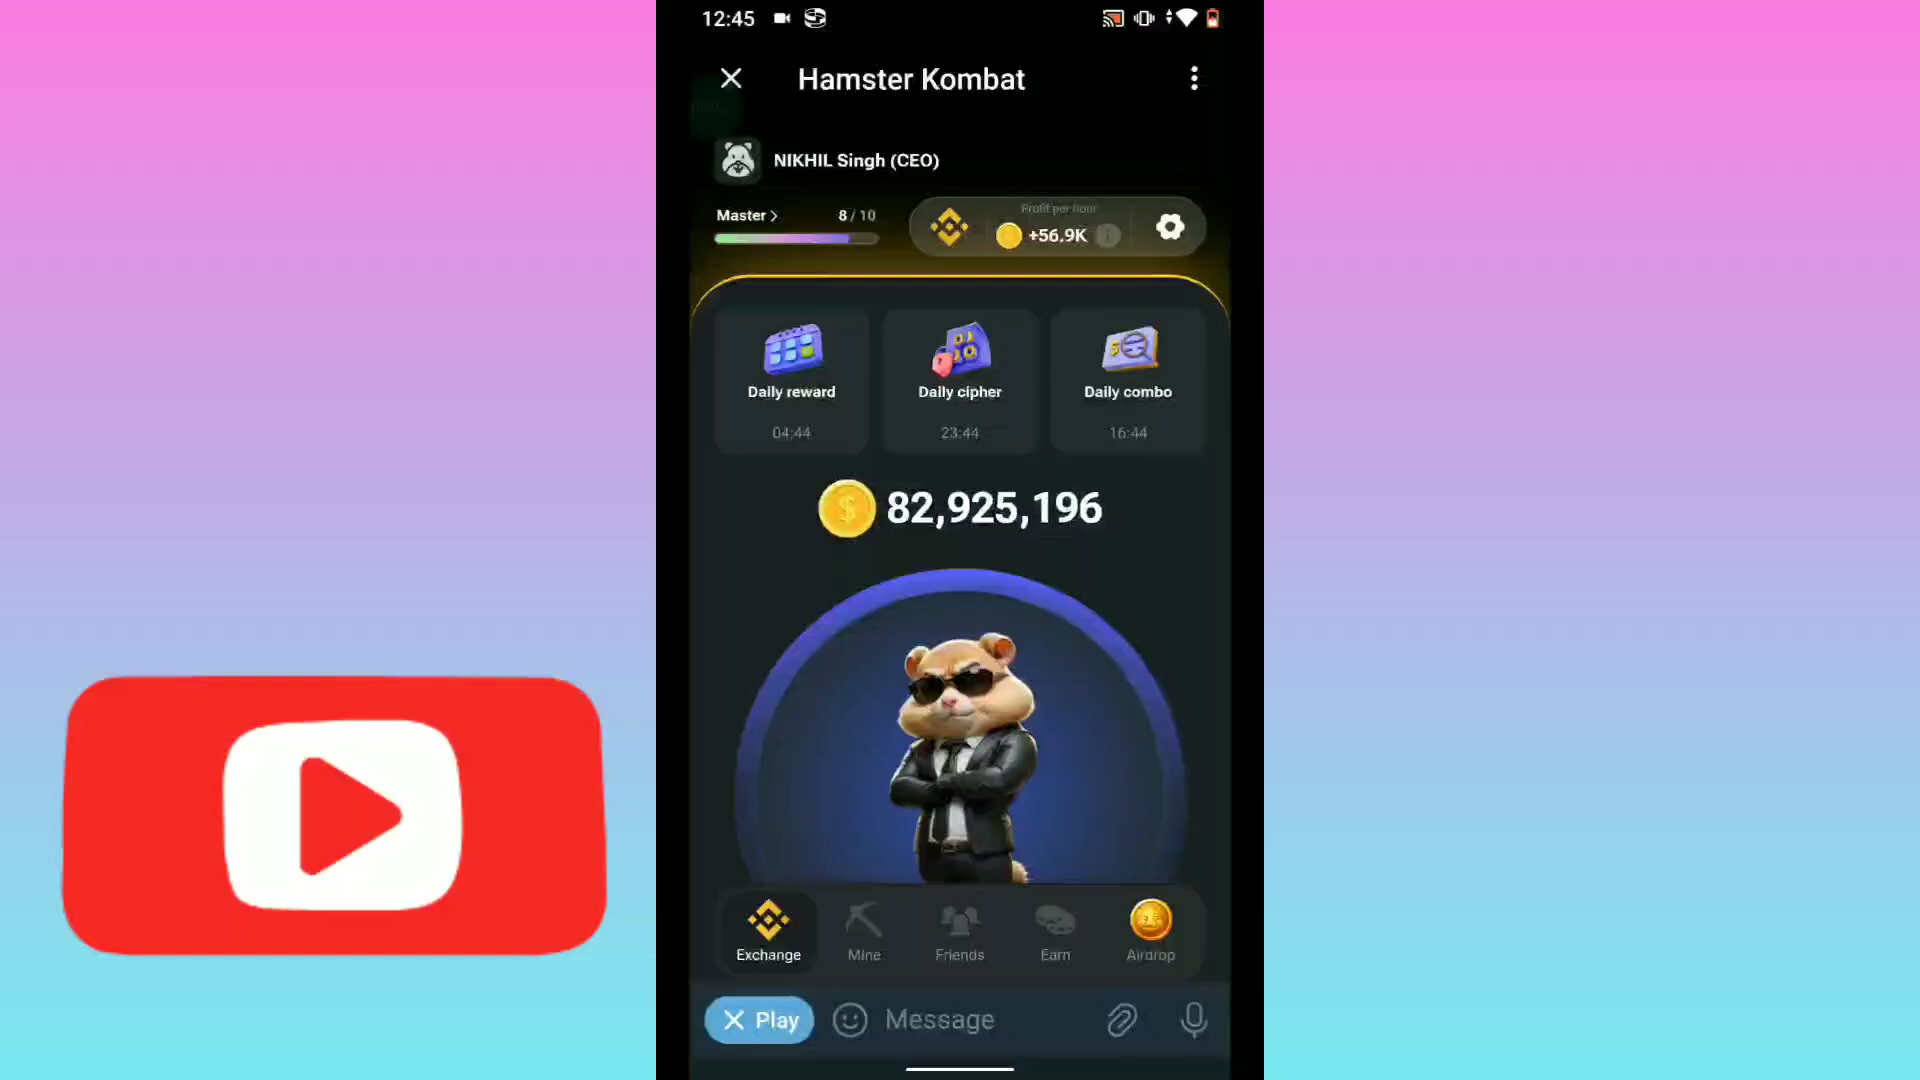 12:45
Hamster Kombat
NIKHIL Singh (CEO)
Master > 8 / 10
Profit per hour
+56.9K
Daily reward
Daily cipher
Daily combo
04:44
23:44
16:44
82,925,196
Exchange
Mine
Friends
Earn
Airdrop
Play
Message